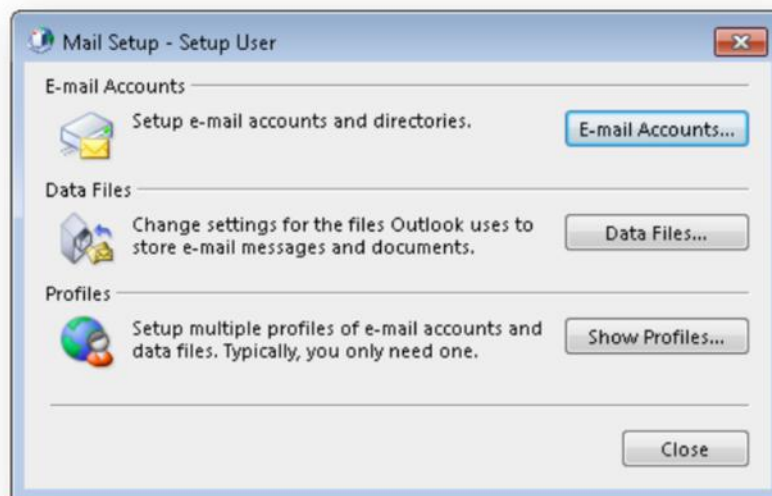 Mail Setup - Setup User
E-mail Accounts
Setup e-mail accounts and directories.
E-mail Accounts...
Data Files
Change settings for the files Outlook uses to
store e-mail messages and documents.
Data Files...
Profiles
Setup multiple profiles of e-mail accounts and
data files. Typically, you only need one.
Show Profiles...
Close